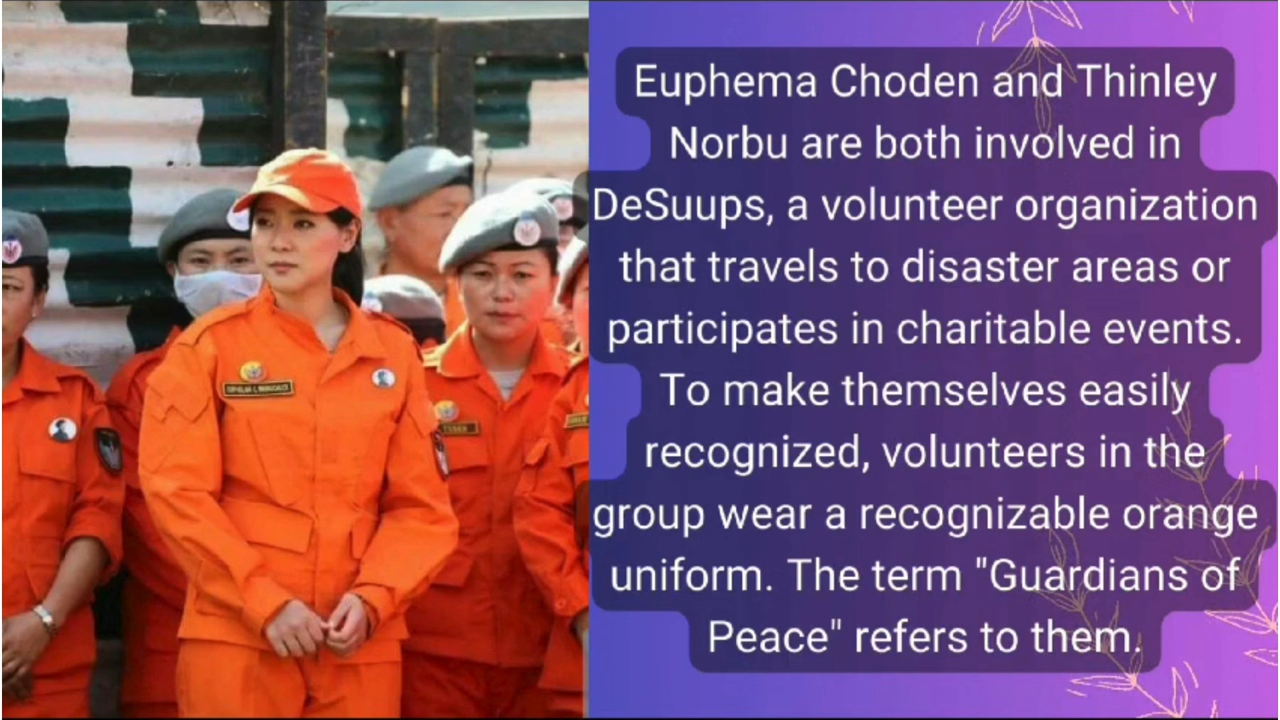 Euphema Choden and Thinley
Norbu are both involved in
DeSuups, a volunteer organization
that travels to disaster areas or
participates in charitable events.
To make themselves easily
recognized, volunteers in the
group wear a recognizable orange
uniform. The term "Guardians of
Peace" refers to them.